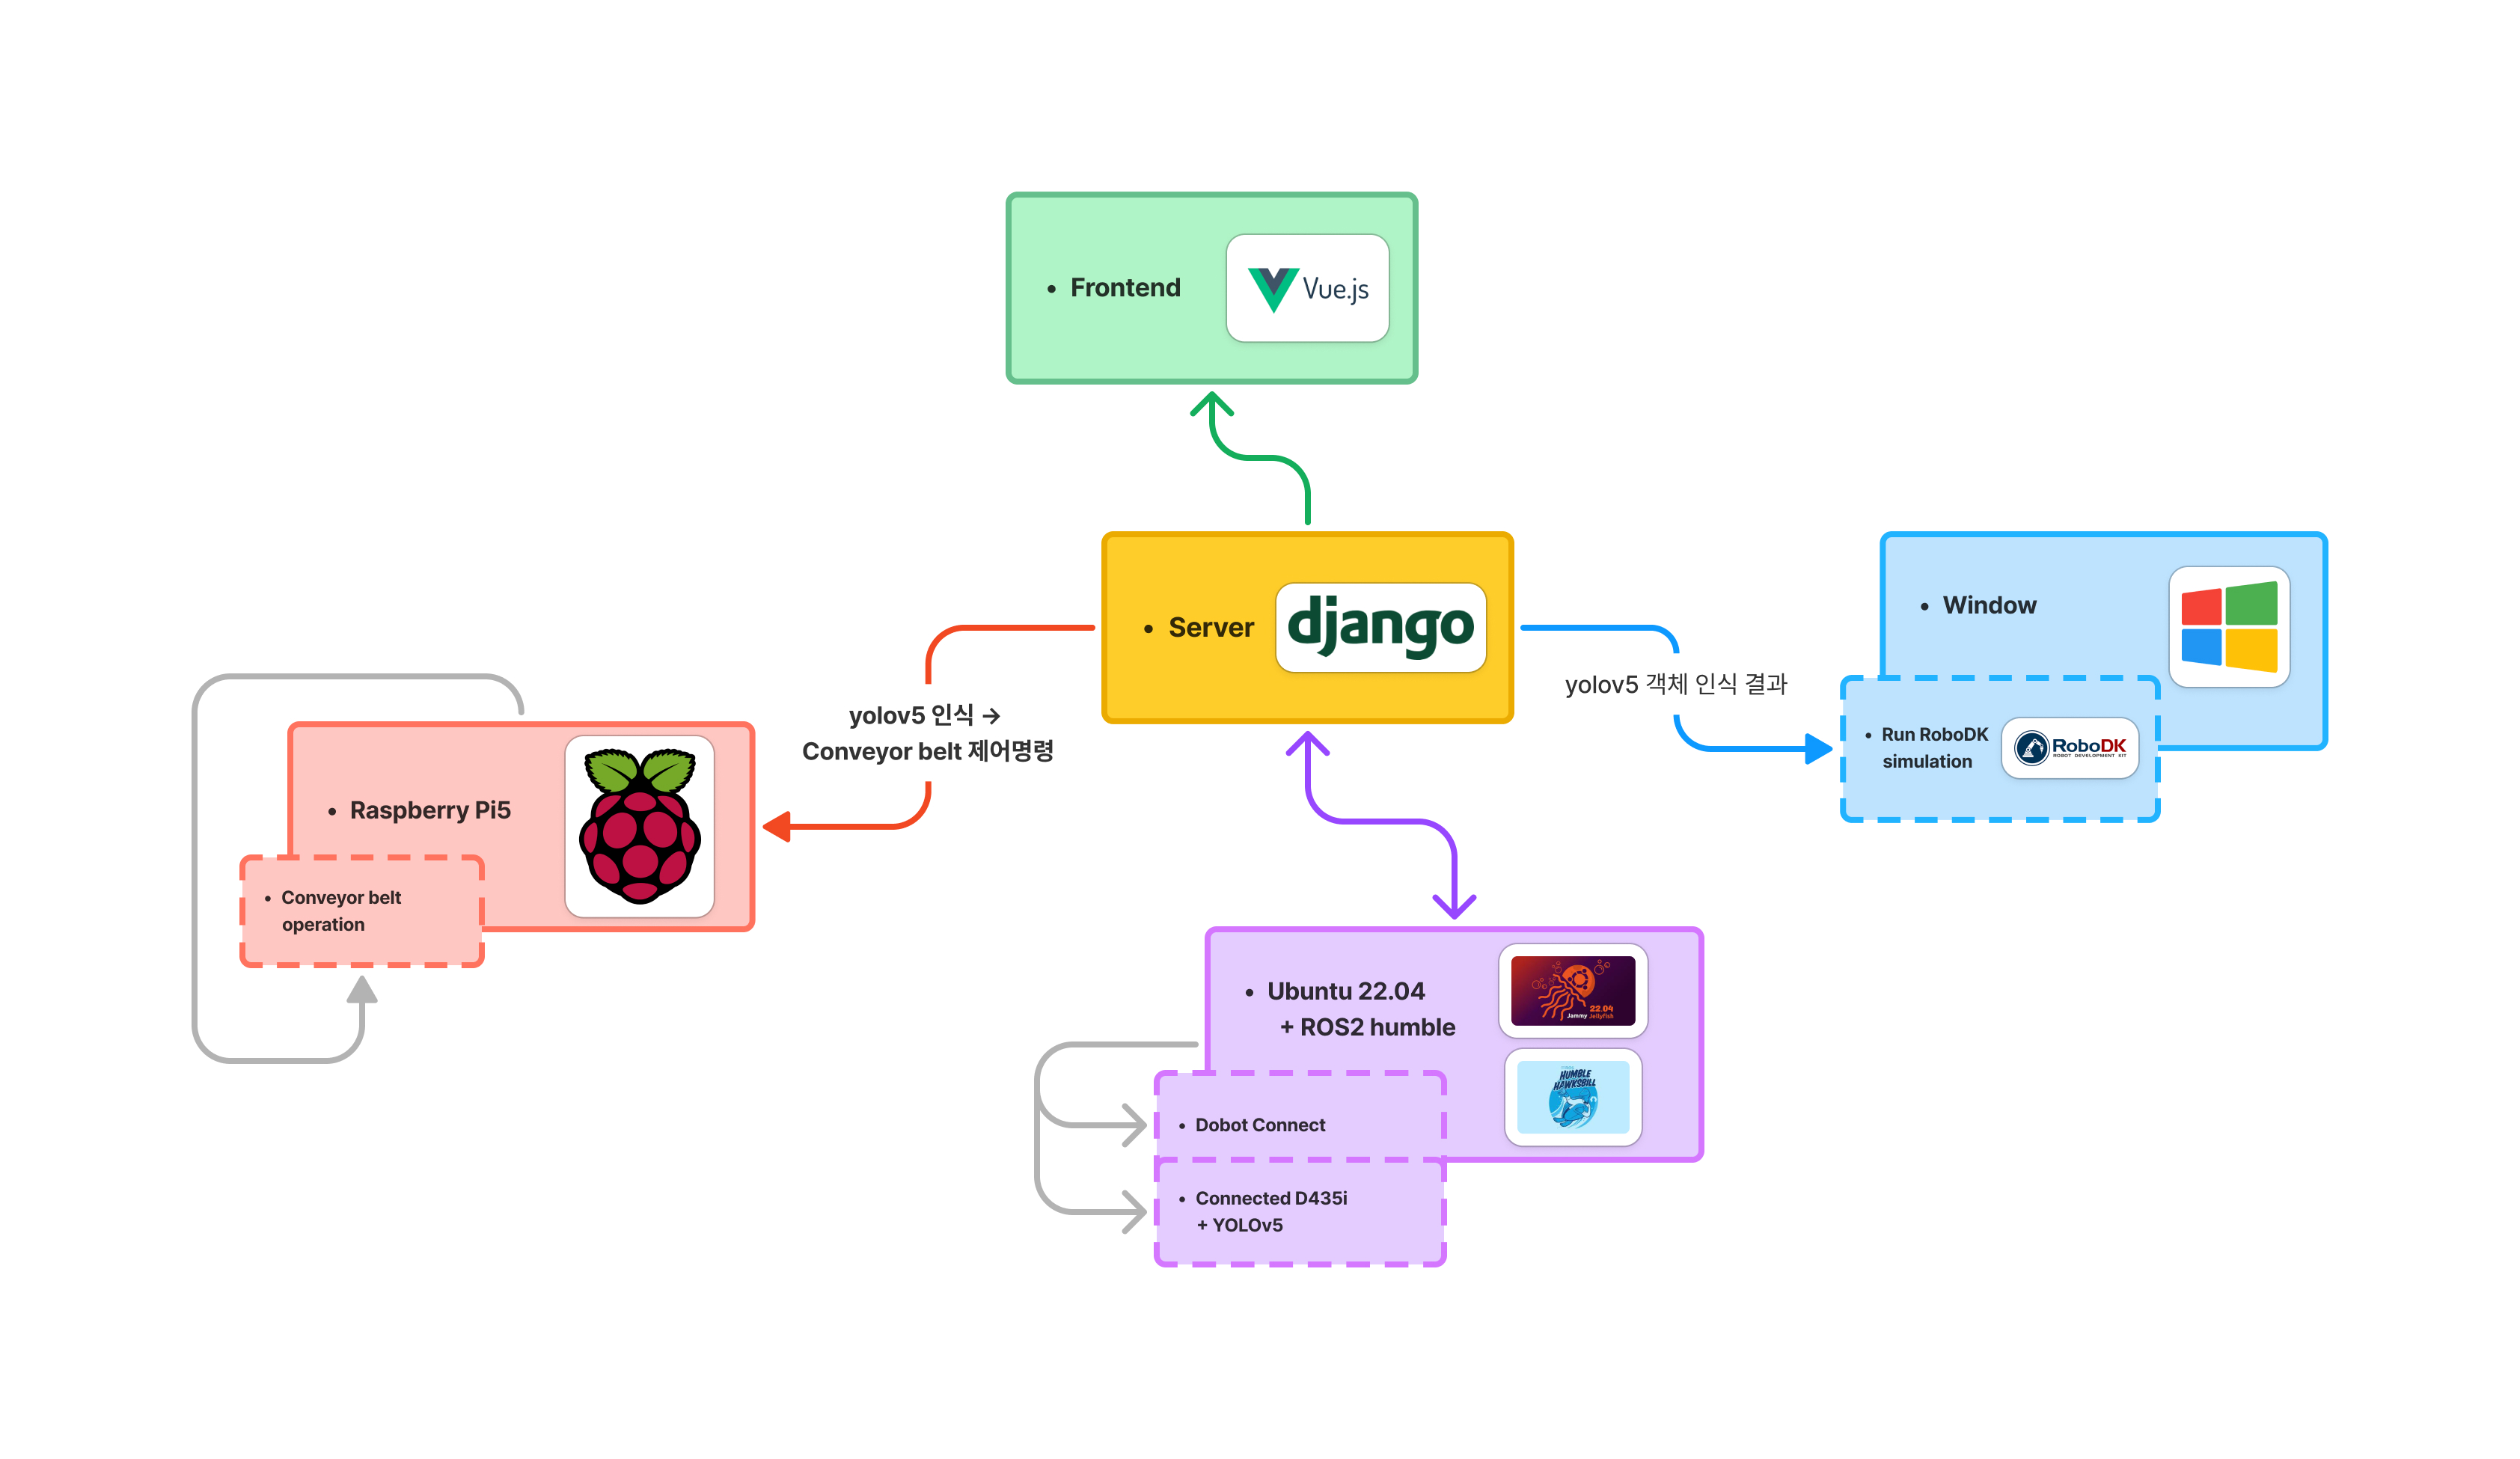 • Frontend
Vue.js
• Server
django
• Window
yolov5 객체 인식 결과
yolov5 인식 →
Conveyor belt 제어명령
• Run RoboDK
simulation
RoboDK
ROBOT DEVELOPMENT KIT
• Raspberry Pi5
• Conveyor belt
operation
• Ubuntu 22.04
+ ROS2 humble
22.04
Jammy Jellyfish
HUMBLE
HAWKSBILL
• Dobot Connect
• Connected D435i
+ YOLOv5